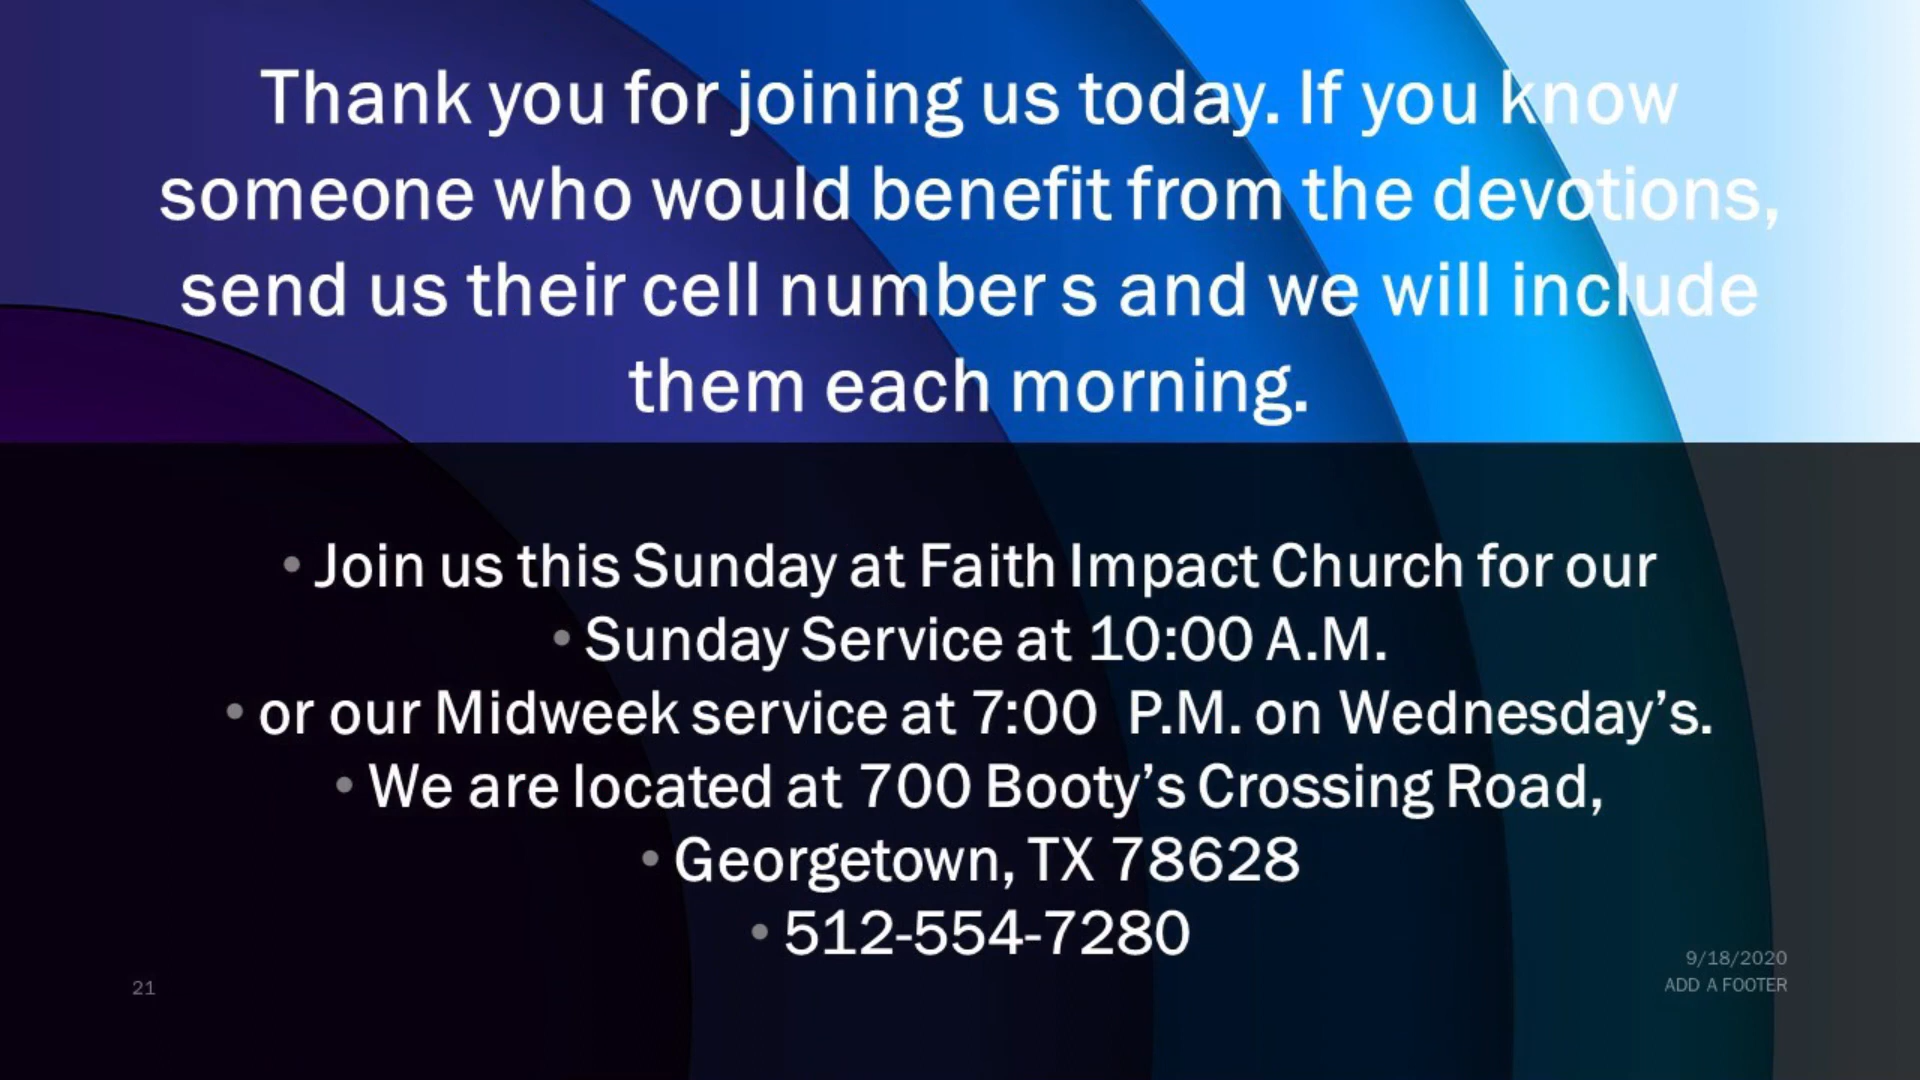 Thank you for joining us today. If you know
someone who would benefit from the devotions,
send us their cell number s and we will include
them each morning.
• Join us this Sunday at Faith Impact Church for our
• Sunday Service at 10:00 A.M.
• or our Midweek service at 7:00 P.M. on Wednesday’s.
• We are located at 700 Booty’s Crossing Road,
• Georgetown, TX 78628
• 512-554-7280
9/18/2020
ADD A FOOTER
21